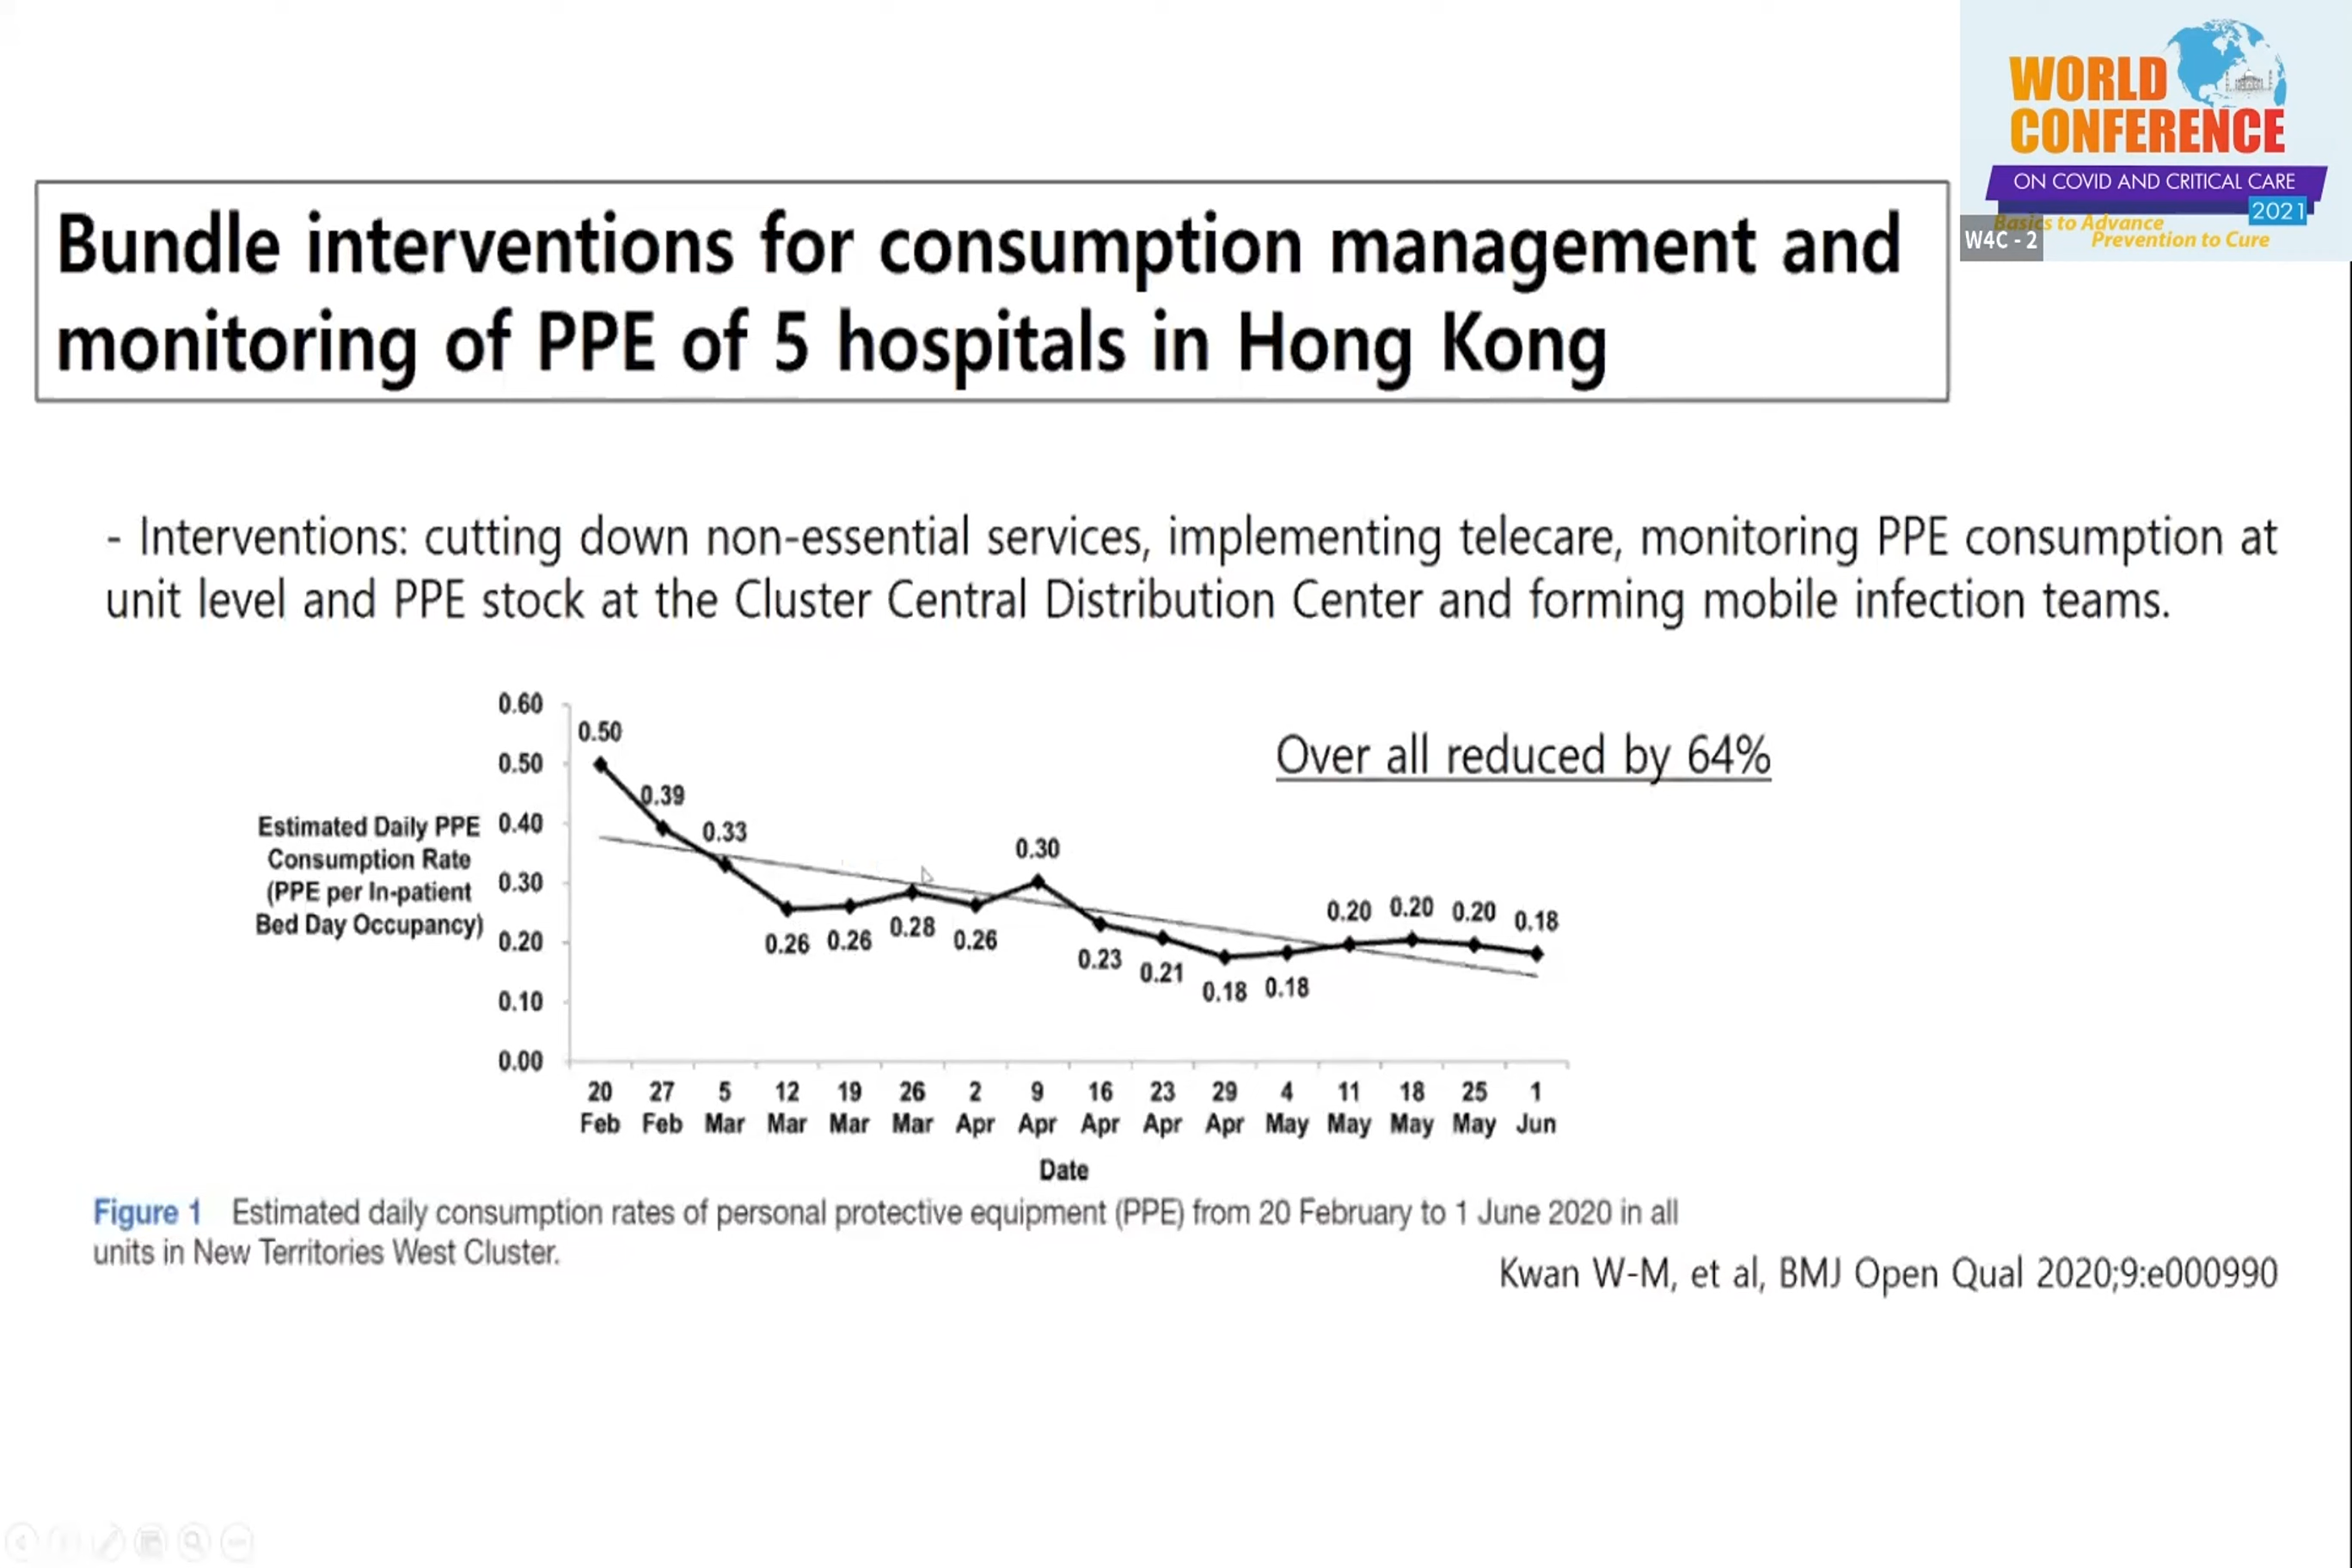 WORLD
CONFERENCE
ON COVID AND CRITICAL CARE
2021
Basics to Advance
Prevention to Cure
W4C - 2
Bundle interventions for consumption management and
monitoring of PPE of 5 hospitals in Hong Kong
- Interventions: cutting down non-essential services, implementing telecare, monitoring PPE consumption at
unit level and PPE stock at the Cluster Central Distribution Center and forming mobile infection teams.
Over all reduced by 64%
Estimated Daily PPE
Consumption Rate
(PPE per In-patient
Bed Day Occupancy)
0.60
0.50
0.40
0.30
0.20
0.10
0.00
0.50
0.39
0.33
0.26
0.26
0.28
0.26
0.30
0.23
0.21
0.18
0.18
0.20
0.20
0.20
0.18
20 27 5 12 19 26 2 9 16 23 29 4 11 18 25 1
Feb Feb Mar Mar Mar Mar Apr Apr Apr Apr Apr May May May May Jun
Date
Figure 1 Estimated daily consumption rates of personal protective equipment (PPE) from 20 February to 1 June 2020 in all
units in New Territories West Cluster.
Kwan W-M, et al, BMJ Open Qual 2020;9:e000990